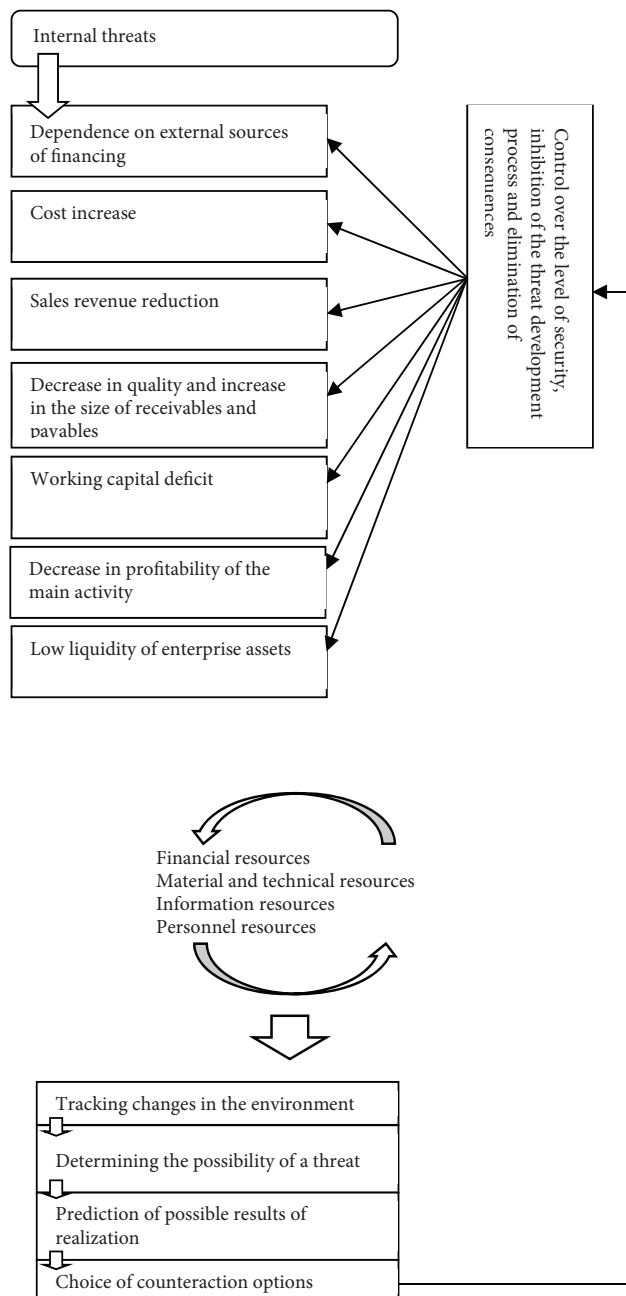 Internal threats
Dependence on external sources
of financing
Cost increase
Sales revenue reduction
Decrease in quality and increase
in the size of receivables and
payables
Working capital deficit
Decrease in profitability of the
main activity
Low liquidity of enterprise assets
Control over the level of security,
inhibition of the threat development
process and elimination of
consequences
Financial resources
Material and technical resources
Information resources
Personnel resources
Tracking changes in the environment
Determining the possibility of a threat
Prediction of possible results of
realization
Choice of counteraction options